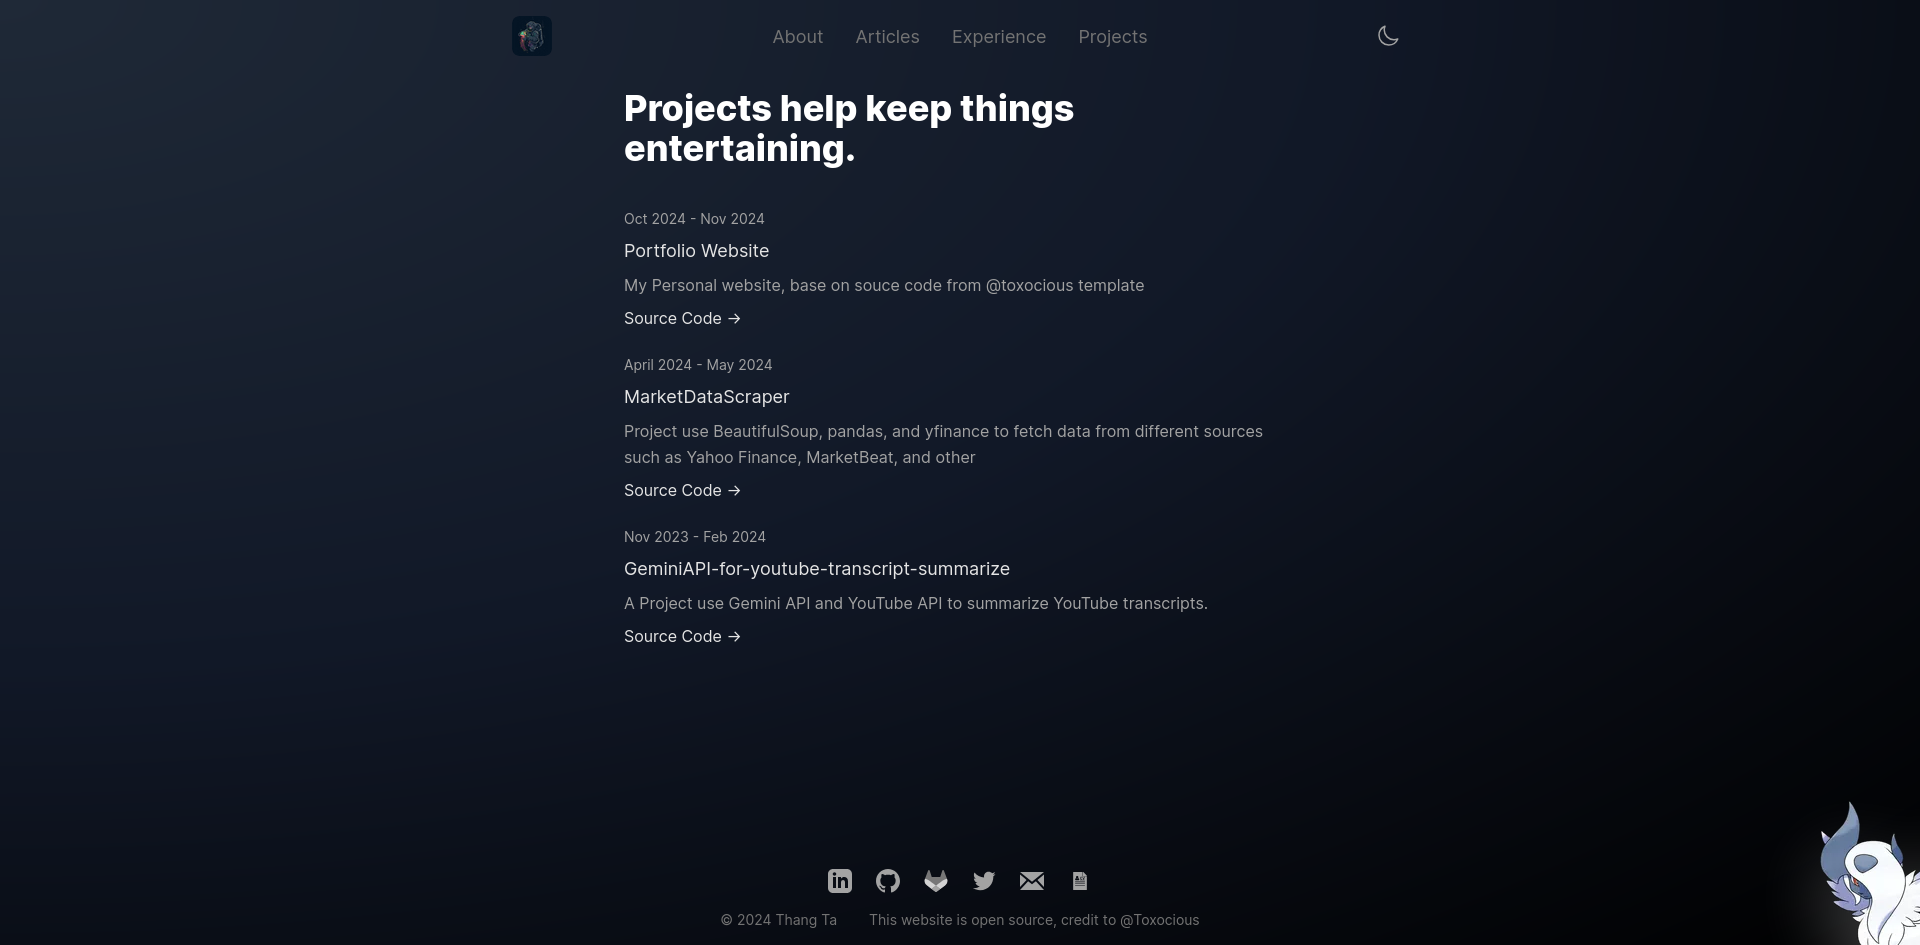 About Articles Experience Projects
Projects help keep things
entertaining.
Oct 2024 - Nov 2024
Portfolio Website
My Personal website, base on souce code from @toxocious template
Source Code →
April 2024 - May 2024
MarketDataScraper
Project use BeautifulSoup, pandas, and yfinance to fetch data from different sources
such as Yahoo Finance, MarketBeat, and other
Source Code →
Nov 2023 - Feb 2024
GeminiAPI-for-youtube-transcript-summarize
A Project use Gemini API and YouTube API to summarize YouTube transcripts.
Source Code →
in
© 2024 Thang Ta This website is open source, credit to @Toxocious